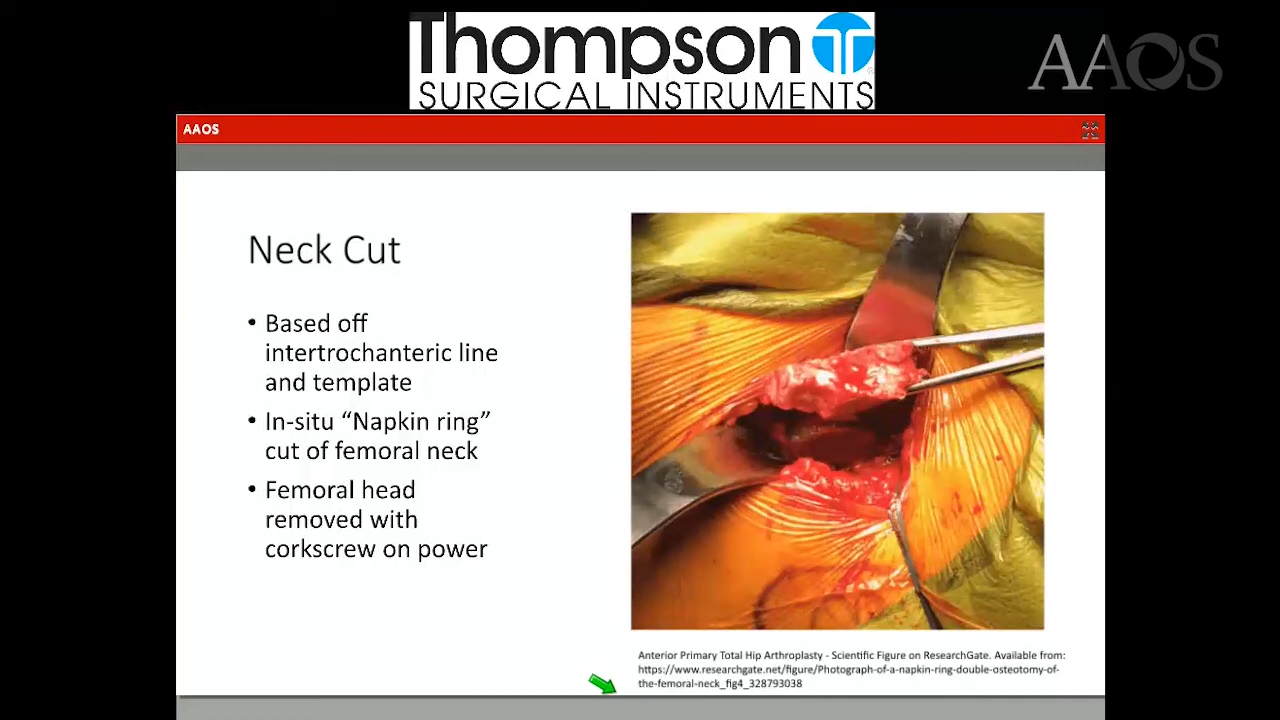 Thompson
SURGICAL INSTRUMENTS
AAOS
AAOS
Neck Cut
• Based off
intertrochanteric line
and template
• In-situ “Napkin ring”
cut of femoral neck
• Femoral head
removed with
corkscrew on power
Anterior Primary Total Hip Arthroplasty - Scientific Figure on ResearchGate. Available from:
https://www.researchgate.net/figure/Photograph-of-a-napkin-ring-double-osteotomy-of-
the-femoral-neck_fig4_328793038